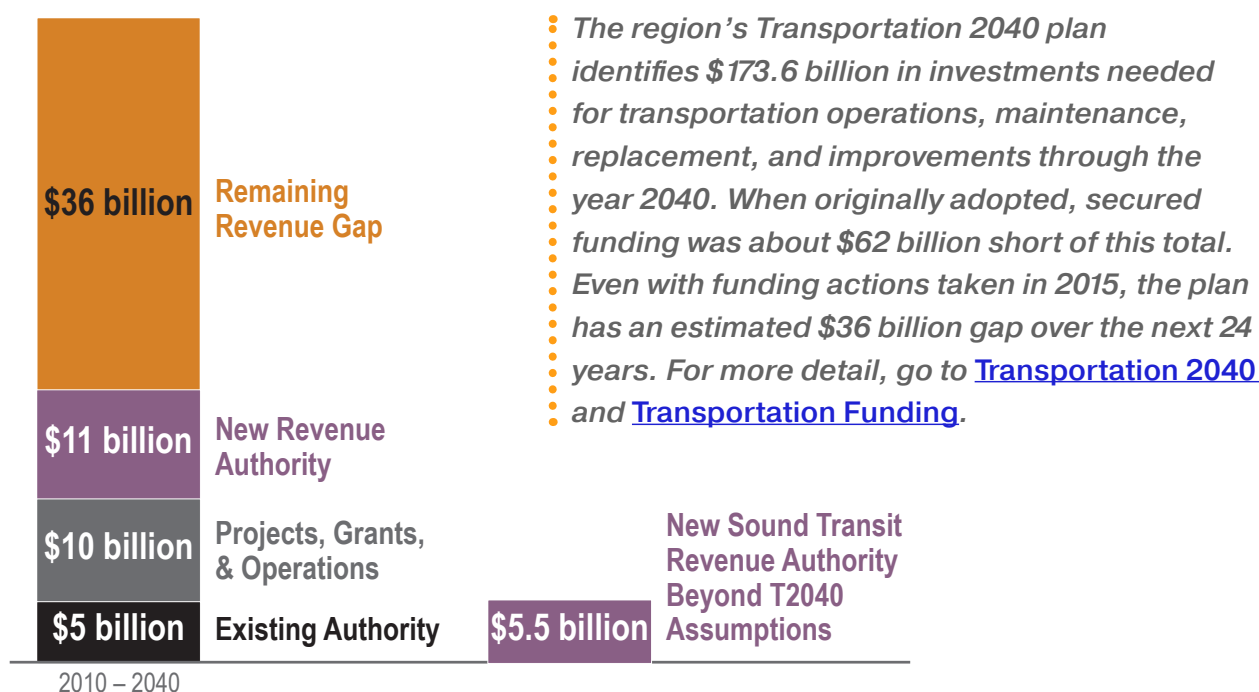 The region's Transportation 2040 plan
identifies $173.6 billion in investments needed
for transportation operations, maintenance,
replacement, and improvements through the
year 2040. When originally adopted, secured
funding was about $62 billion short of this total.
Even with funding actions taken in 2015, the plan
has an estimated $36 billion gap over the next 24
years. For more detail, go to Transportation 2040
and Transportation Funding.
$36 billion
Remaining
Revenue Gap
$11 billion
New Revenue
Authority
$10 billion
Projects, Grants,
& Operations
$5 billion
Existing Authority
$5.5 billion
New Sound Transit
Revenue Authority
Beyond T2040
Assumptions
2010 – 2040